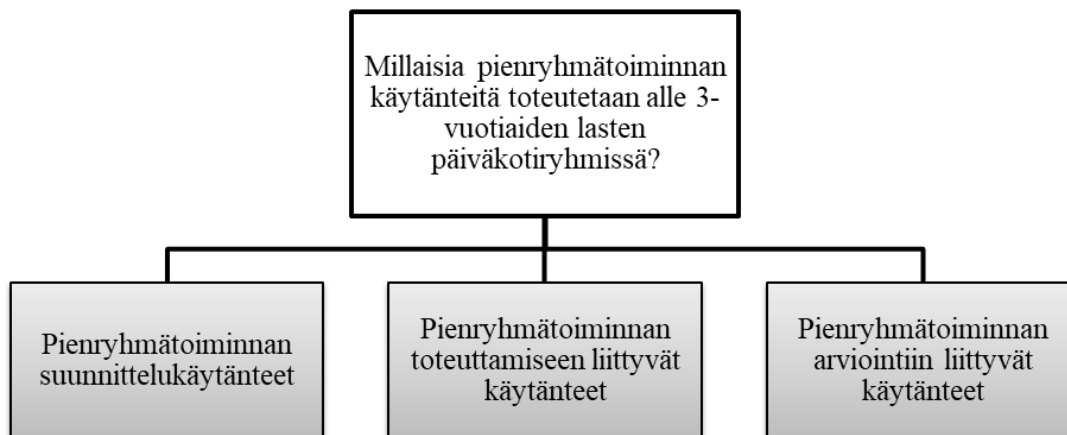 Millaisia pienryhmätoiminnan
käytänteitä toteutetaan alle 3-
vuotiaiden lasten
päiväkotiryhmissä?
Pienryhmätoiminnan
suunnittelukäytänteet
Pienryhmätoiminnan
toteuttamiseen liittyvät
käytänteet
Pienryhmätoiminnan
arviointiin liittyvät
käytänteet